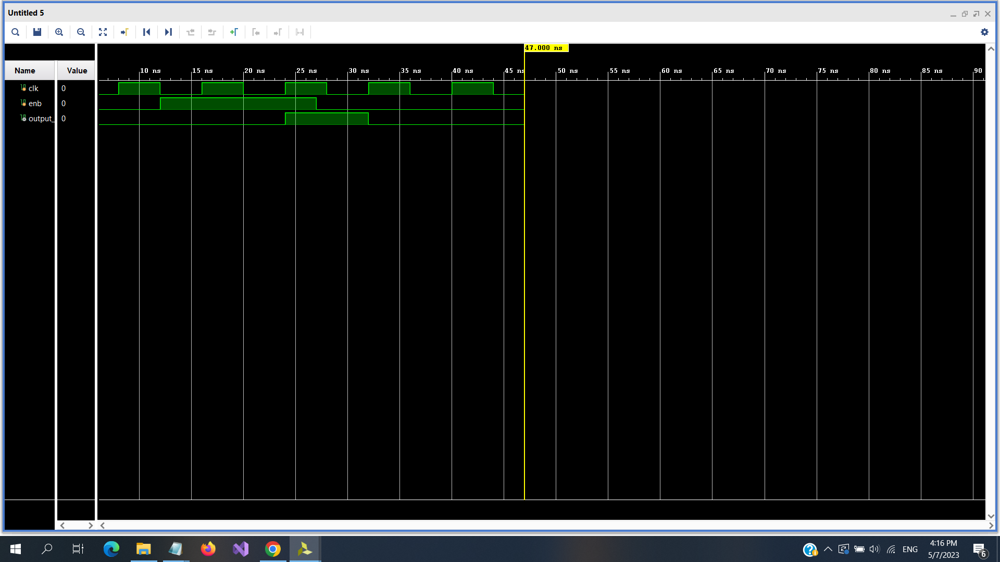 Untitled 5
47.000 ns
Name Value
10 ns 15 ns 20 ns 25 ns 30 ns 35 ns 40 ns 45 ns 50 ns 55 ns 60 ns 65 ns 70 ns 75 ns 80 ns 85 ns 90
clk 0
enb 0
output_ 0
ENG
4:16 PM
5/7/2023
6